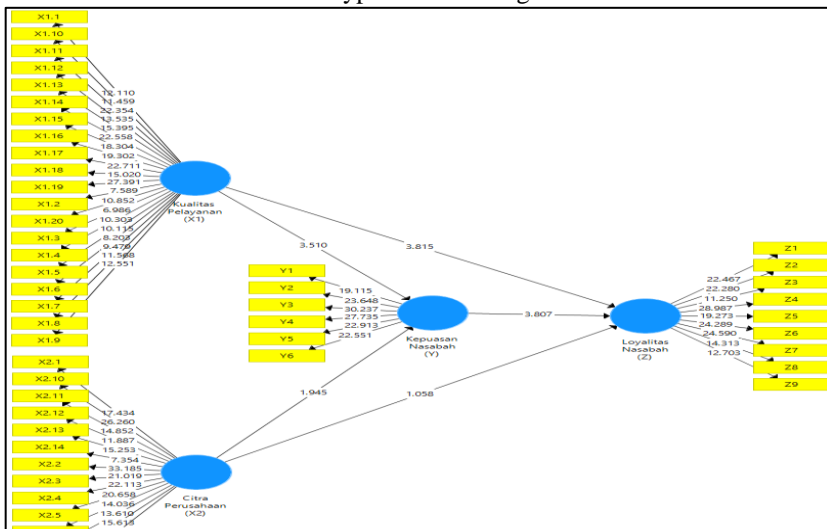 X1.1
X1.10
X1.11
X1.12
X1.13
X1.14
X1.15
X1.16
X1.17
X1.18
X1.19
X1.2
X1.20
X1.3
X1.4
X1.5
X1.6
X1.7
X1.8
X1.9
12.110
11.459
22.354
13.535
15.395
22.558
18.304
19.302
22.711
15.020
27.391
7.589
10.852
6.986
10.303
10.115
8.203
9.479
11.568
12.551
Kualitas
Pelayanan
(X1)
3.510
3.815
Y1
Y2
Y3
Y4
Y5
Y6
19.115
23.648
30.237
27.735
22.913
22.551
Kepuasan
Nasabah
(Y)
3.807
Loyalitas
Nasabah
(Z)
22.467
22.280
11.250
28.987
19.273
24.289
24.590
14.313
12.703
Z1
Z2
Z3
Z4
Z5
Z6
Z7
Z8
Z9
1.945
1.058
X2.1
X2.10
X2.11
X2.12
X2.13
X2.14
X2.2
X2.3
X2.4
X2.5
17.434
26.260
14.852
11.887
15.253
7.354
33.185
21.019
22.113
20.658
14.036
13.610
15.613
Citra
Perusahaan
(X2)